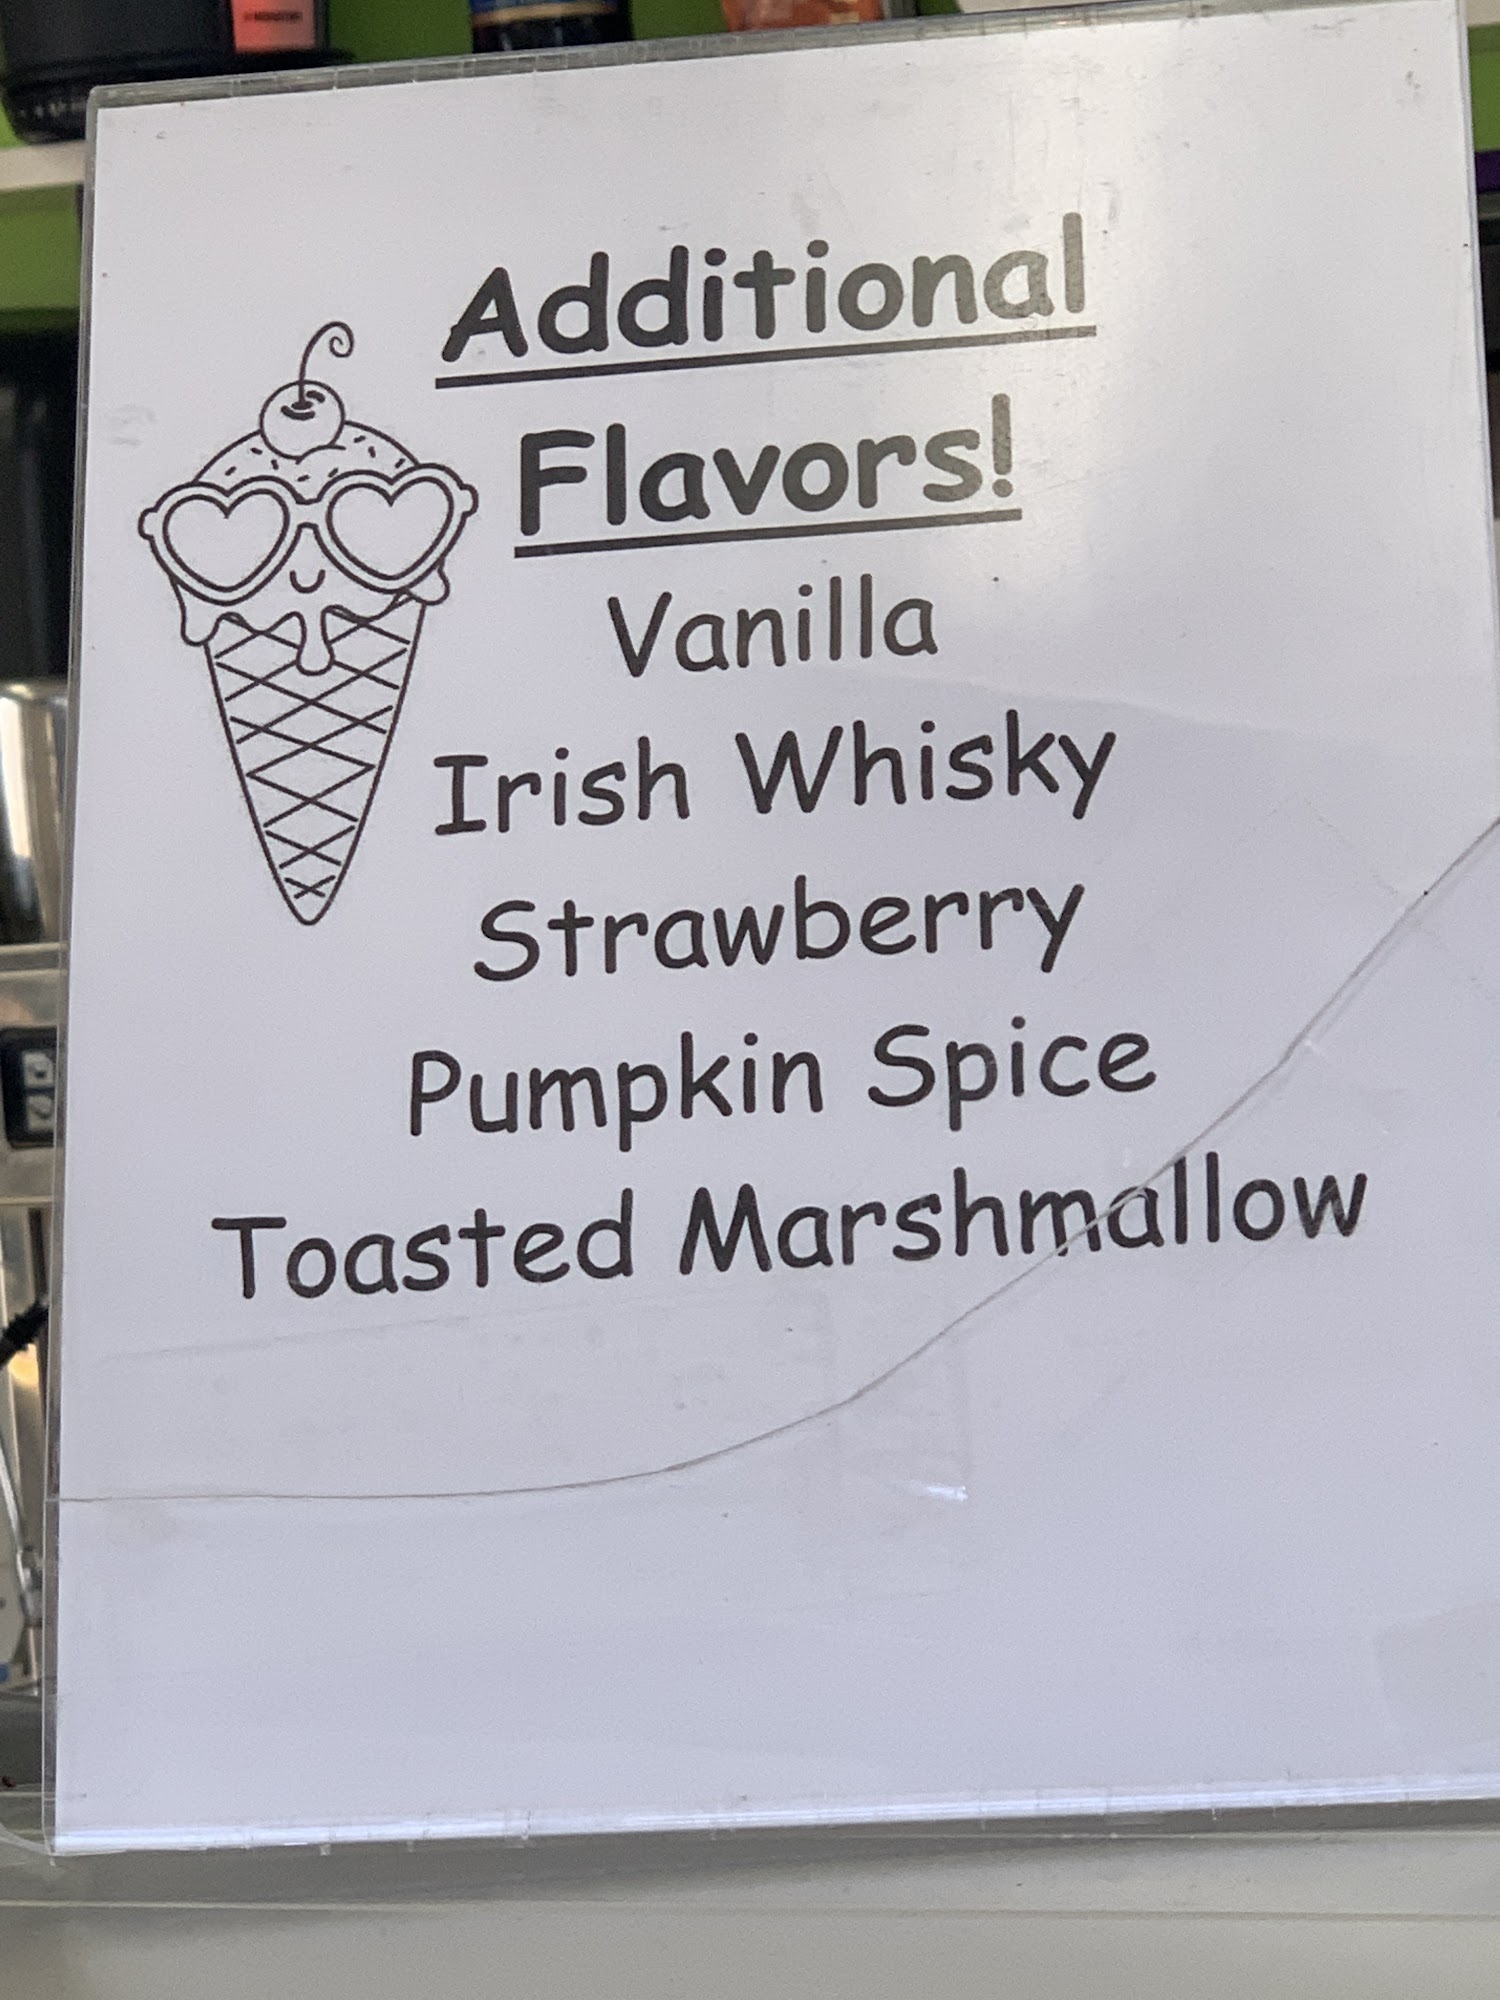 Additional
Flavors!
Vanilla
Irish Whisky
Strawberry
Pumpkin Spice
Toasted Marshmallow